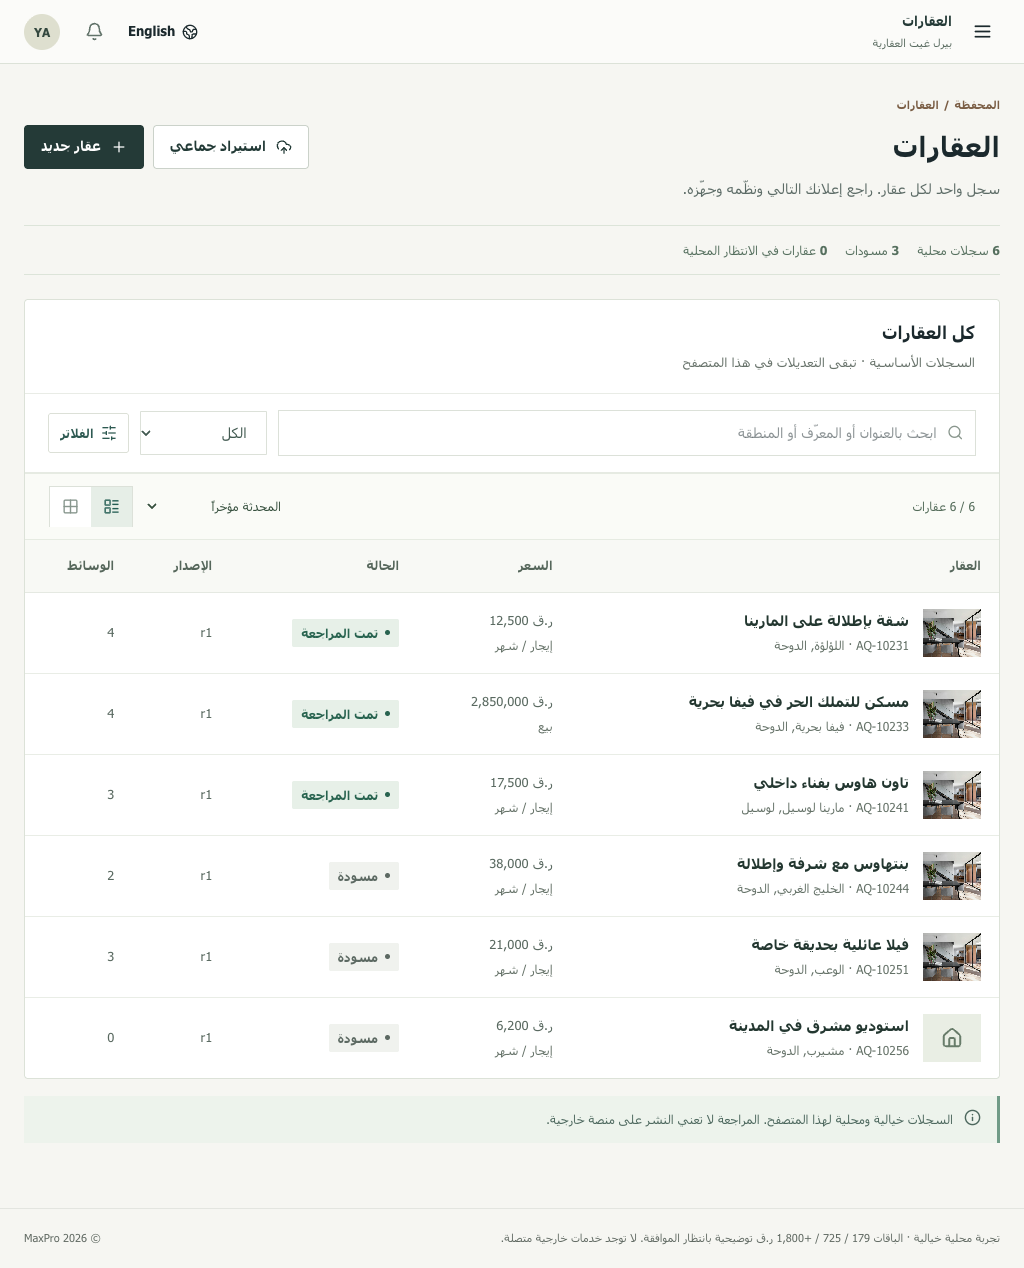 العقارات
بيرل غيت العقارية
English
YA
المحفظة / العقارات
العقارات
استيراد جماعي
عقار جديد
سجل واحد لكل عقار. راجع إعلانك التالي ونظّمه وجهّزه.
6 سجلات محلية 3 مسودات 0 عقارات في الانتظار المحلية
كل العقارات
السجلات الأساسية · تبقى التعديلات في هذا المتصفح
ابحث بالعنوان أو المعرّف أو المنطقة
الكل
الفلاتر
6 / 6 عقارات
المحدثة مؤخراً
العقار السعر الحالة الإصدار الوسائط
شقة بإطلالة على المارينا
AQ-10231 · اللؤلؤة, الدوحة
ر.ق 12,500
إيجار / شهر
تمت المراجعة
r1
4
مسكن للتملك الحر في فيفا بحرية
AQ-10233 · فيفا بحرية, الدوحة
ر.ق 2,850,000
بيع
تمت المراجعة
r1
4
تاون هاوس بفناء داخلي
AQ-10241 · مارينا لوسيل, لوسيل
ر.ق 17,500
إيجار / شهر
تمت المراجعة
r1
3
بنتهاوس مع شرفة وإطلالة
AQ-10244 · الخليج الغربي, الدوحة
ر.ق 38,000
إيجار / شهر
مسودة
r1
2
فيلا عائلية بحديقة خاصة
AQ-10251 · الوعب, الدوحة
ر.ق 21,000
إيجار / شهر
مسودة
r1
3
استوديو مشرق في المدينة
AQ-10256 · مشيرب, الدوحة
ر.ق 6,200
إيجار / شهر
مسودة
r1
0
السجلات خيالية ومحلية لهذا المتصفح. المراجعة لا تعني النشر على منصة خارجية.
تجربة محلية خيالية · الباقات 179 / 725 / +1,800 ر.ق توضيحية بانتظار الموافقة. لا توجد خدمات خارجية متصلة.
© 2026 MaxPro